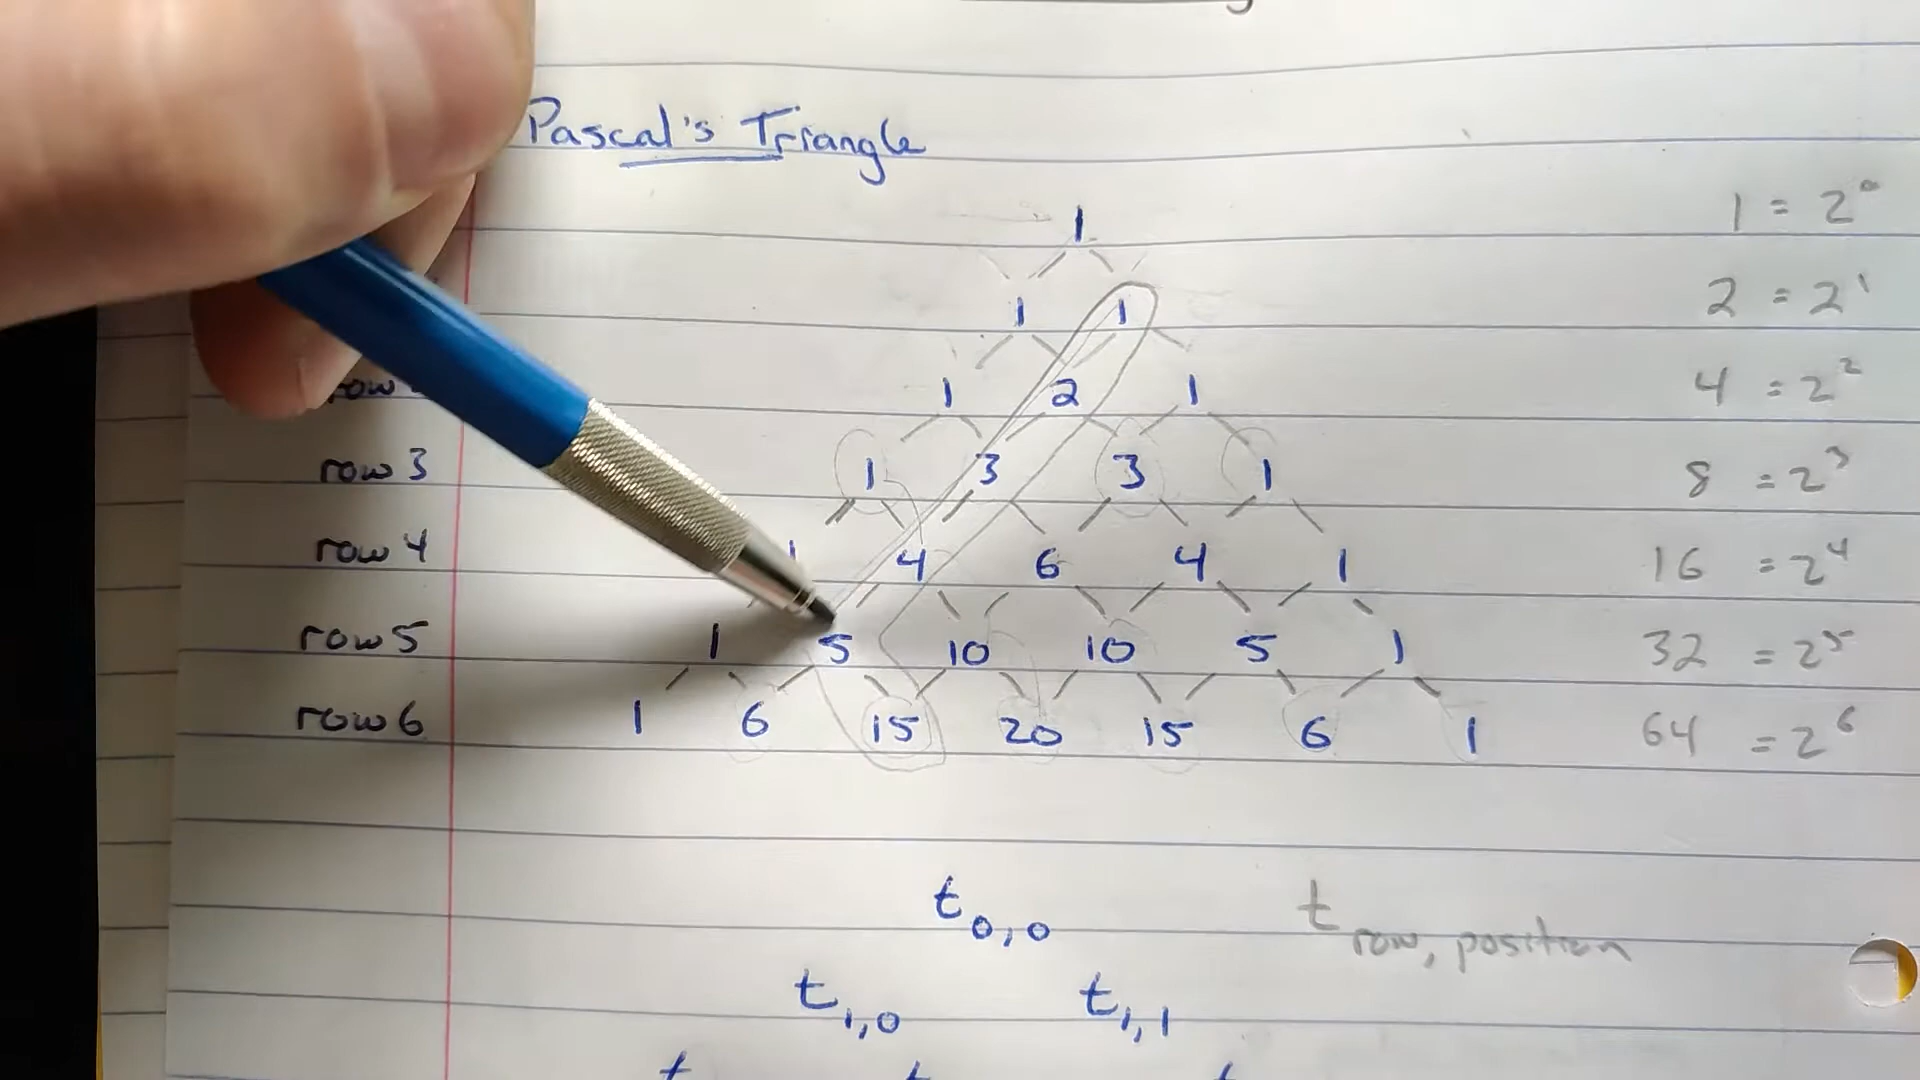 Pascal's Triangle
1 1 = 2⁰
1 1 2 = 2¹
row 1 2 1 4 = 2²
row 3 1 3 3 1 8 = 2³
row 4 1 4 6 4 1 16 = 2⁴
row 5 1 5 10 10 5 1 32 = 2⁵
row 6 1 6 15 20 15 6 1 64 = 2⁶
t₀,₀ t row, position
t₁,₀ t₁,₁
t t t